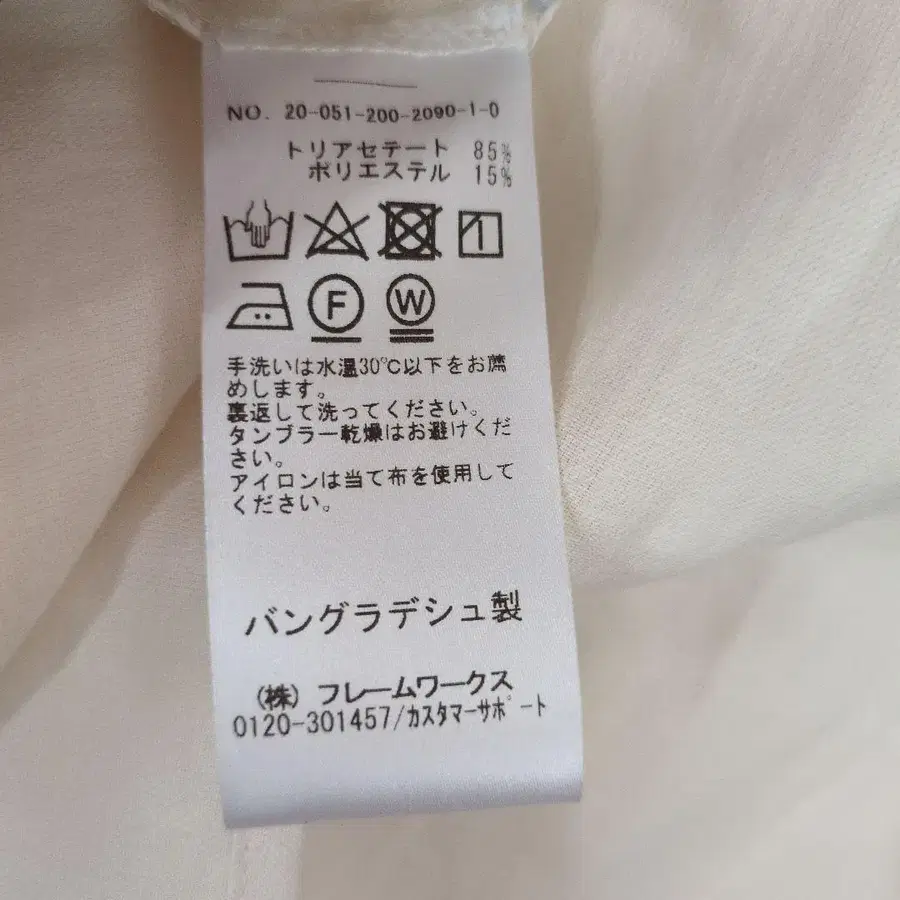 NO. 20-051-200-2090-1-0
トリアセテート 85%
ポリエステル 15%
F W
手洗いは水温30℃以下をお薦
めします。
裏返して洗ってください。
タンブラー乾燥はお避けくだ
さい。
アイロンは当て布を使用して
ください。
バングラデシュ製
(株) フレームワークス
0120-301457/カスタマーサポート